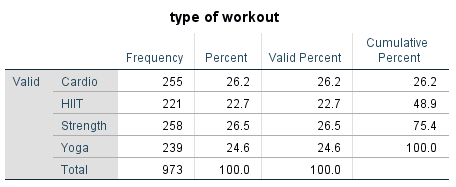 type of workout
Frequency Percent Valid Percent Cumulative Percent
Valid Cardio 255 26.2 26.2 26.2
HIIT 221 22.7 22.7 48.9
Strength 258 26.5 26.5 75.4
Yoga 239 24.6 24.6 100.0
Total 973 100.0 100.0